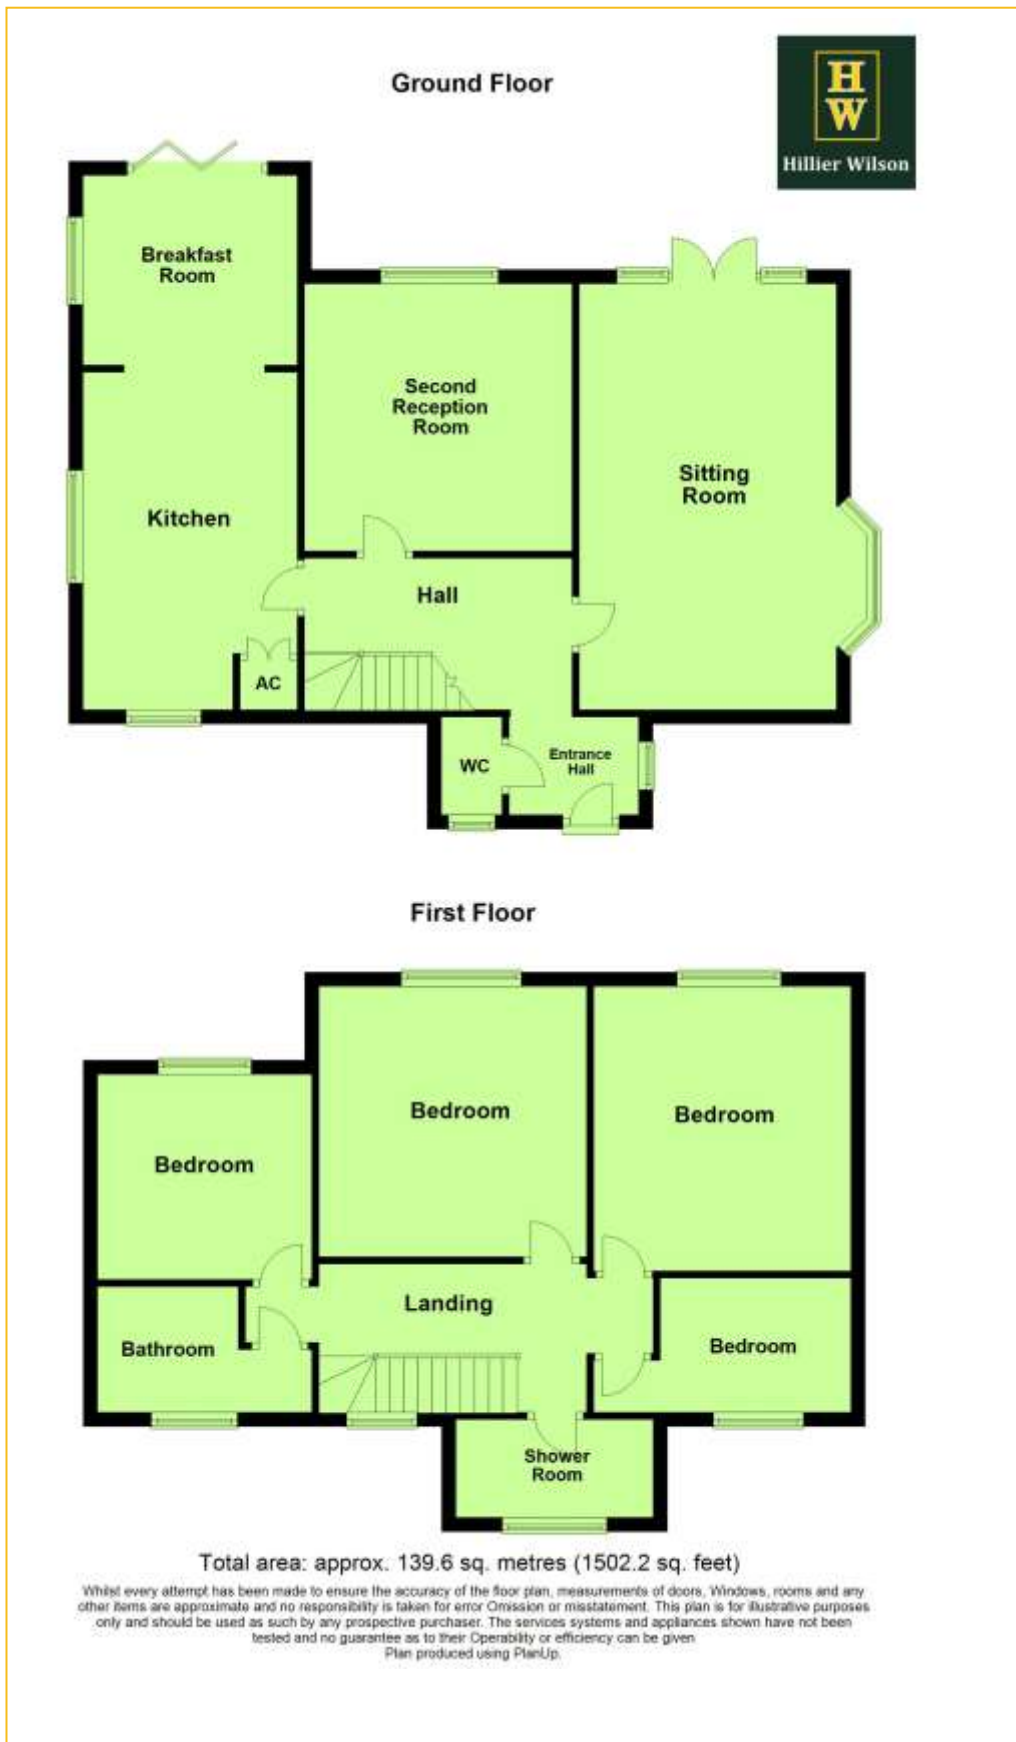 Ground Floor
H
W
Hillier Wilson
Breakfast
Room
Second
Reception
Room
Sitting
Room
Kitchen
Hall
AC
WC
Entrance
Hall
First Floor
Bedroom
Bedroom
Bedroom
Landing
Bathroom
Bedroom
Shower
Room
Total area: approx. 139.6 sq. metres (1502.2 sq. feet)
Whilst every attempt has been made to ensure the accuracy of the floor plan, measurements of doors, Windows, rooms and any
other items are approximate and no responsibility is taken for error Omission or misstatement. This plan is for illustrative purposes
only and should be used as such by any prospective purchaser. The services systems and appliances shown have not been
tested and no guarantee as to their Operability or efficiency can be given
Plan produced using PlanUp.